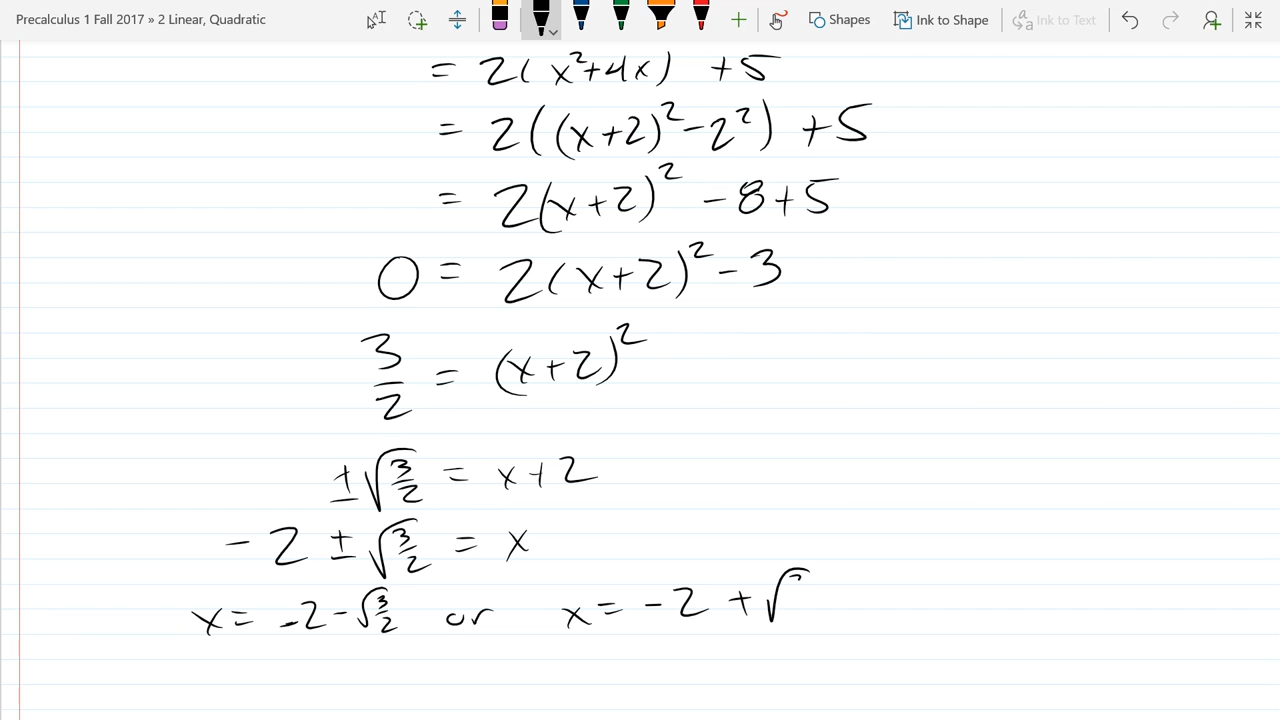 Precalculus 1 Fall 2017 » 2 Linear, Quadratic Shapes Ink to Shape Ink to Text
= 2(x²+4x) +5
= 2((x+2)²-2²) +5
= 2(x+2)² -8+5
0 = 2(x+2)²-3
3/2 = (x+2)²
±√3/2 = x+2
-2 ±√3/2 = x
x= -2-√3/2 or x= -2 +√